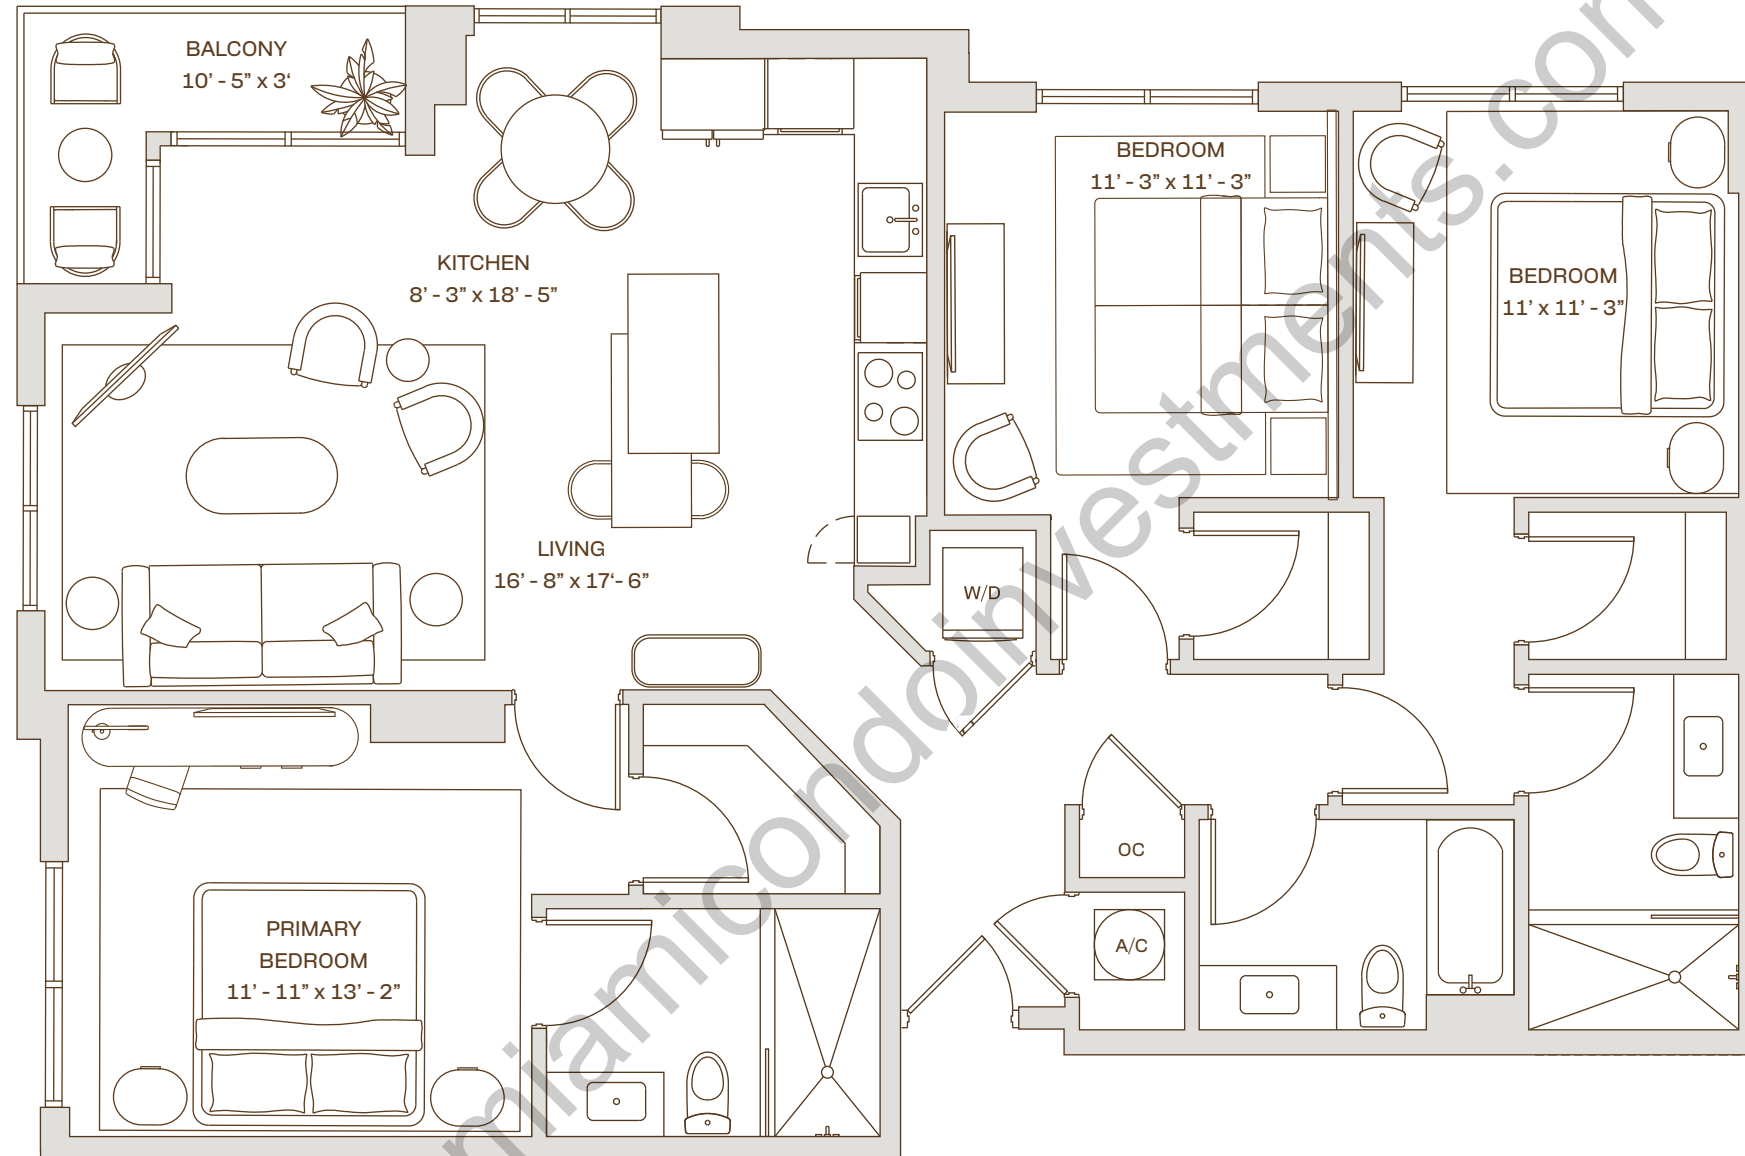 BALCONY
10’ - 5” x 3‘
KITCHEN
8’ - 3” x 18’ - 5”
LIVING
16’ - 8” x 17‘- 6”
BEDROOM
11’ - 3” x 11’ - 3”
BEDROOM
11’ x 11’ - 3”
W/D
OC
A/C
PRIMARY
BEDROOM
11’ - 11” x 13’ - 2”
miamicondoinvestments.com